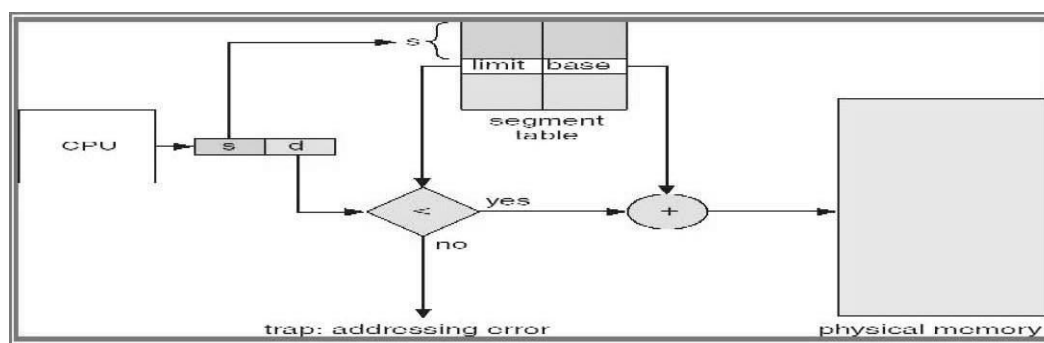 s
limit base
segment
table
CPU
s d
<
yes
+
no
trap: addressing error
physical memory